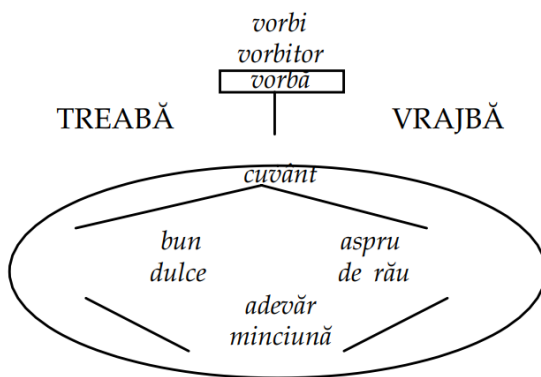 vorbi
vorbitor
vorbă
TREABĂ VRAJBĂ
cuvânt
bun aspru
dulce de rău
adevăr
minciună